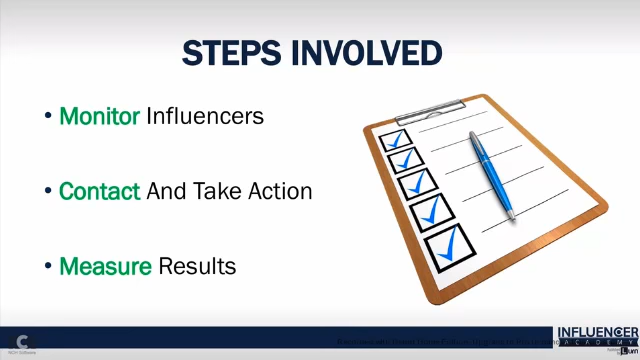 STEPS INVOLVED
• Monitor Influencers
• Contact And Take Action
• Measure Results
INFLUENCER
ACADEMY